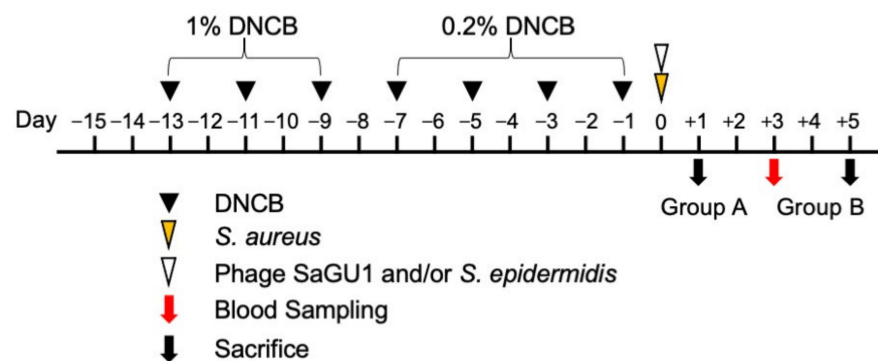 1% DNCB 0.2% DNCB
Day −15 −14 −13 −12 −11 −10 −9 −8 −7 −6 −5 −4 −3 −2 −1 0 +1 +2 +3 +4 +5
Group A Group B
DNCB
S. aureus
Phage SaGU1 and/or S. epidermidis
Blood Sampling
Sacrifice